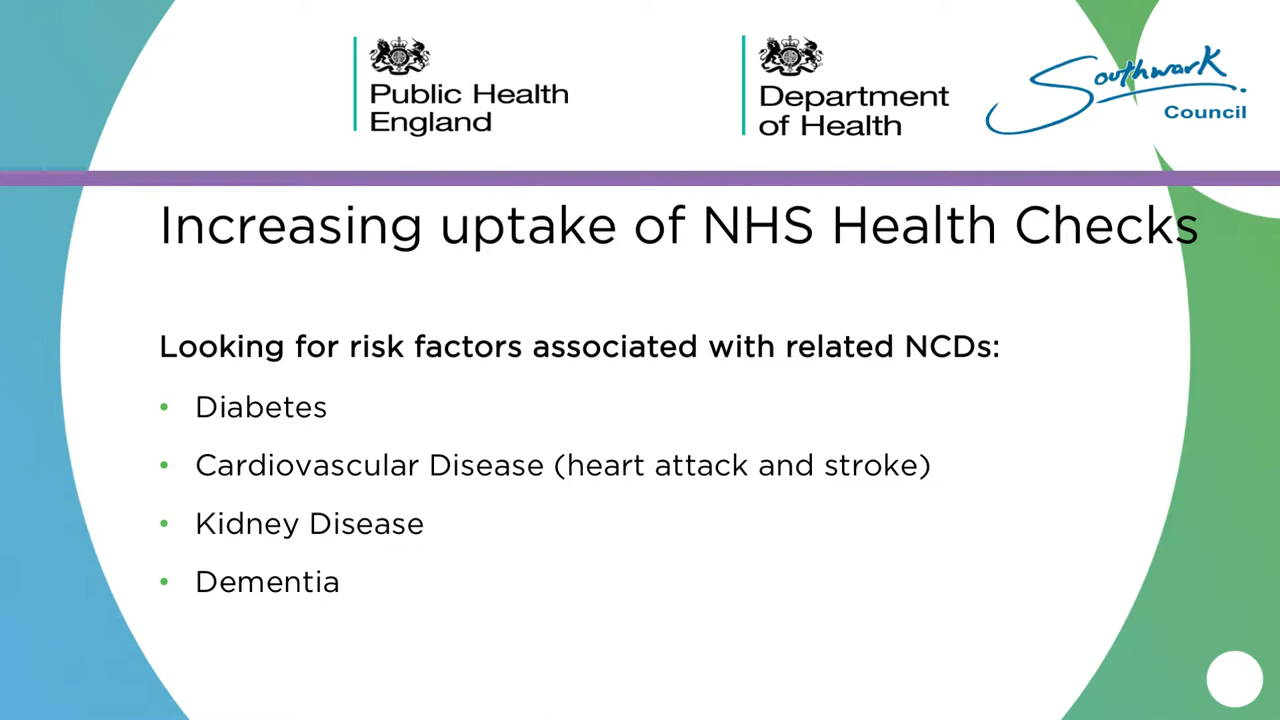 Public Health
England
Department
of Health
Southwark
Council
Increasing uptake of NHS Health Checks
Looking for risk factors associated with related NCDs:
• Diabetes
• Cardiovascular Disease (heart attack and stroke)
• Kidney Disease
• Dementia